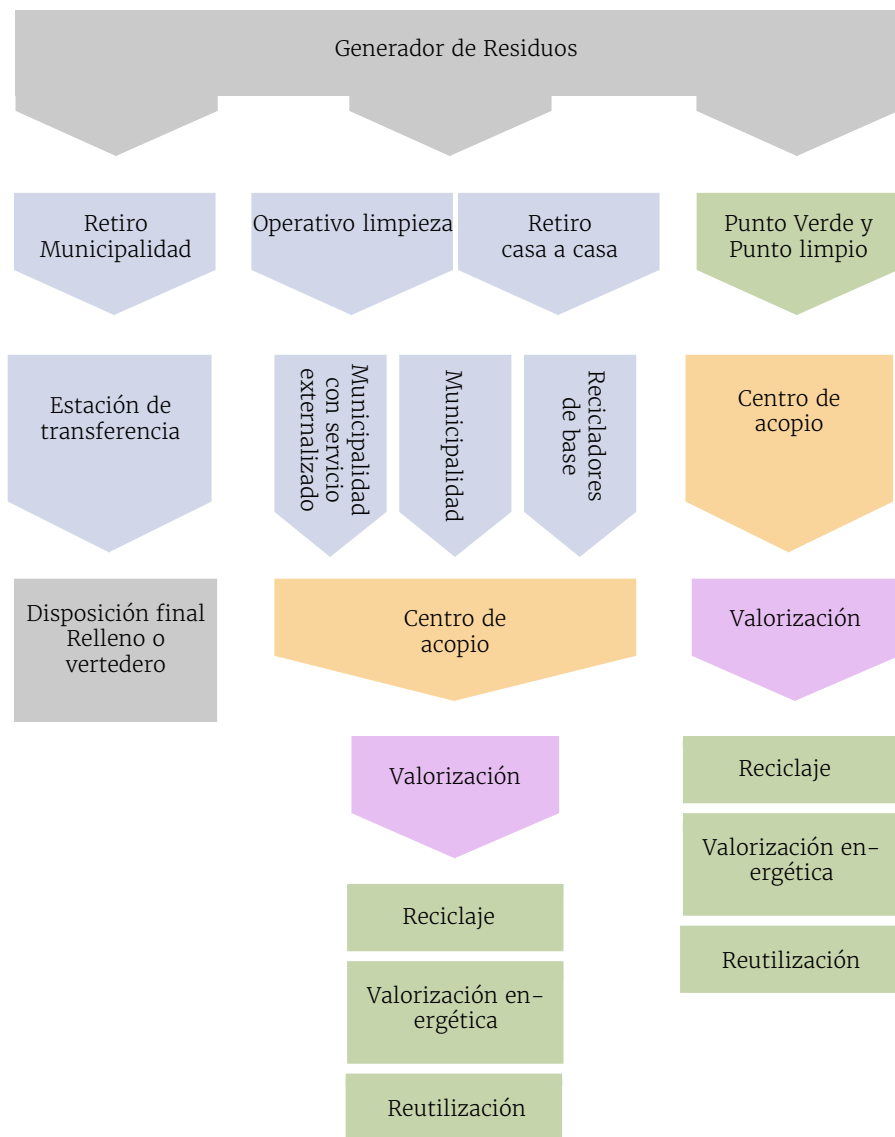 Generador de Residuos
Retiro
Municipalidad
Operativo limpieza
Retiro
casa a casa
Punto Verde y
Punto limpio
Estación de
transferencia
Municipalidad
con servicio
externalizado
Municipalidad
Recicladores
de base
Centro de
acopio
Disposición final
Relleno o
vertedero
Centro de
acopio
Valorización
Valorización
Reciclaje
Valorización en-
ergética
Reutilización
Reciclaje
Valorización en-
ergética
Reutilización